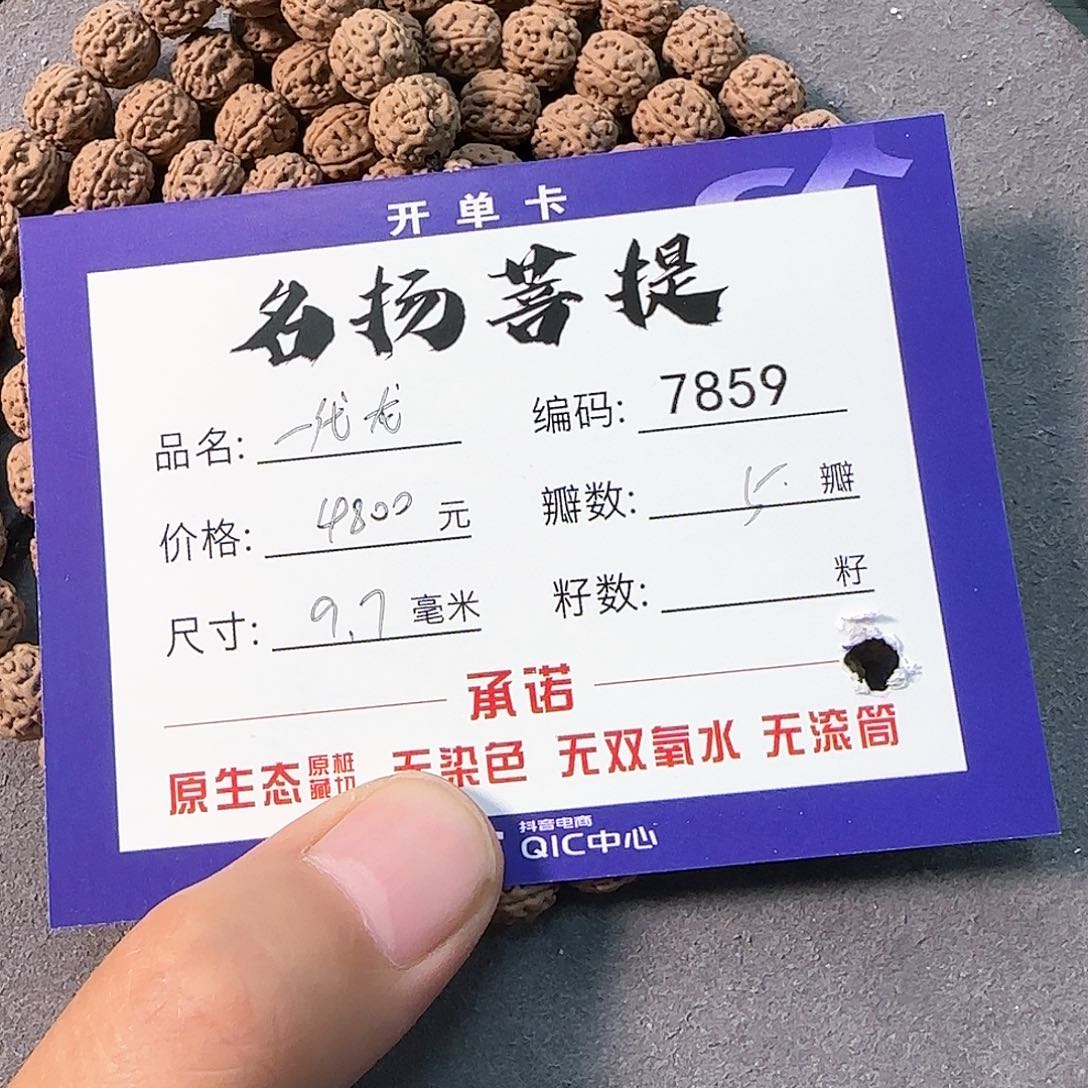 开单卡
名扬菩提
品名: 一代龙 编码: 7859
价格: 4800 元 瓣数: 5. 瓣
尺寸: 9.7 毫米 籽数: 籽
承诺
原生态 原桩藏切 无染色 无双氧水 无滚筒
抖音电商
QIC中心